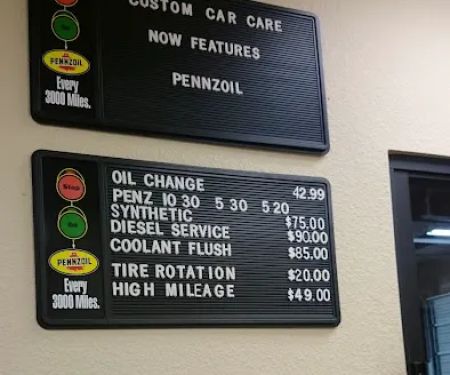 CUSTOM CAR CARE
NOW FEATURES
PENNZOIL
PENNZOIL
Every
3000 Miles.
Stop
Go
PENNZOIL
Every
3000 Miles.
OIL CHANGE 42.99
PENZ 10 30 5 30 5 20
SYNTHETIC $75.00
DIESEL SERVICE $90.00
COOLANT FLUSH $85.00
TIRE ROTATION $20.00
HIGH MILEAGE $49.00